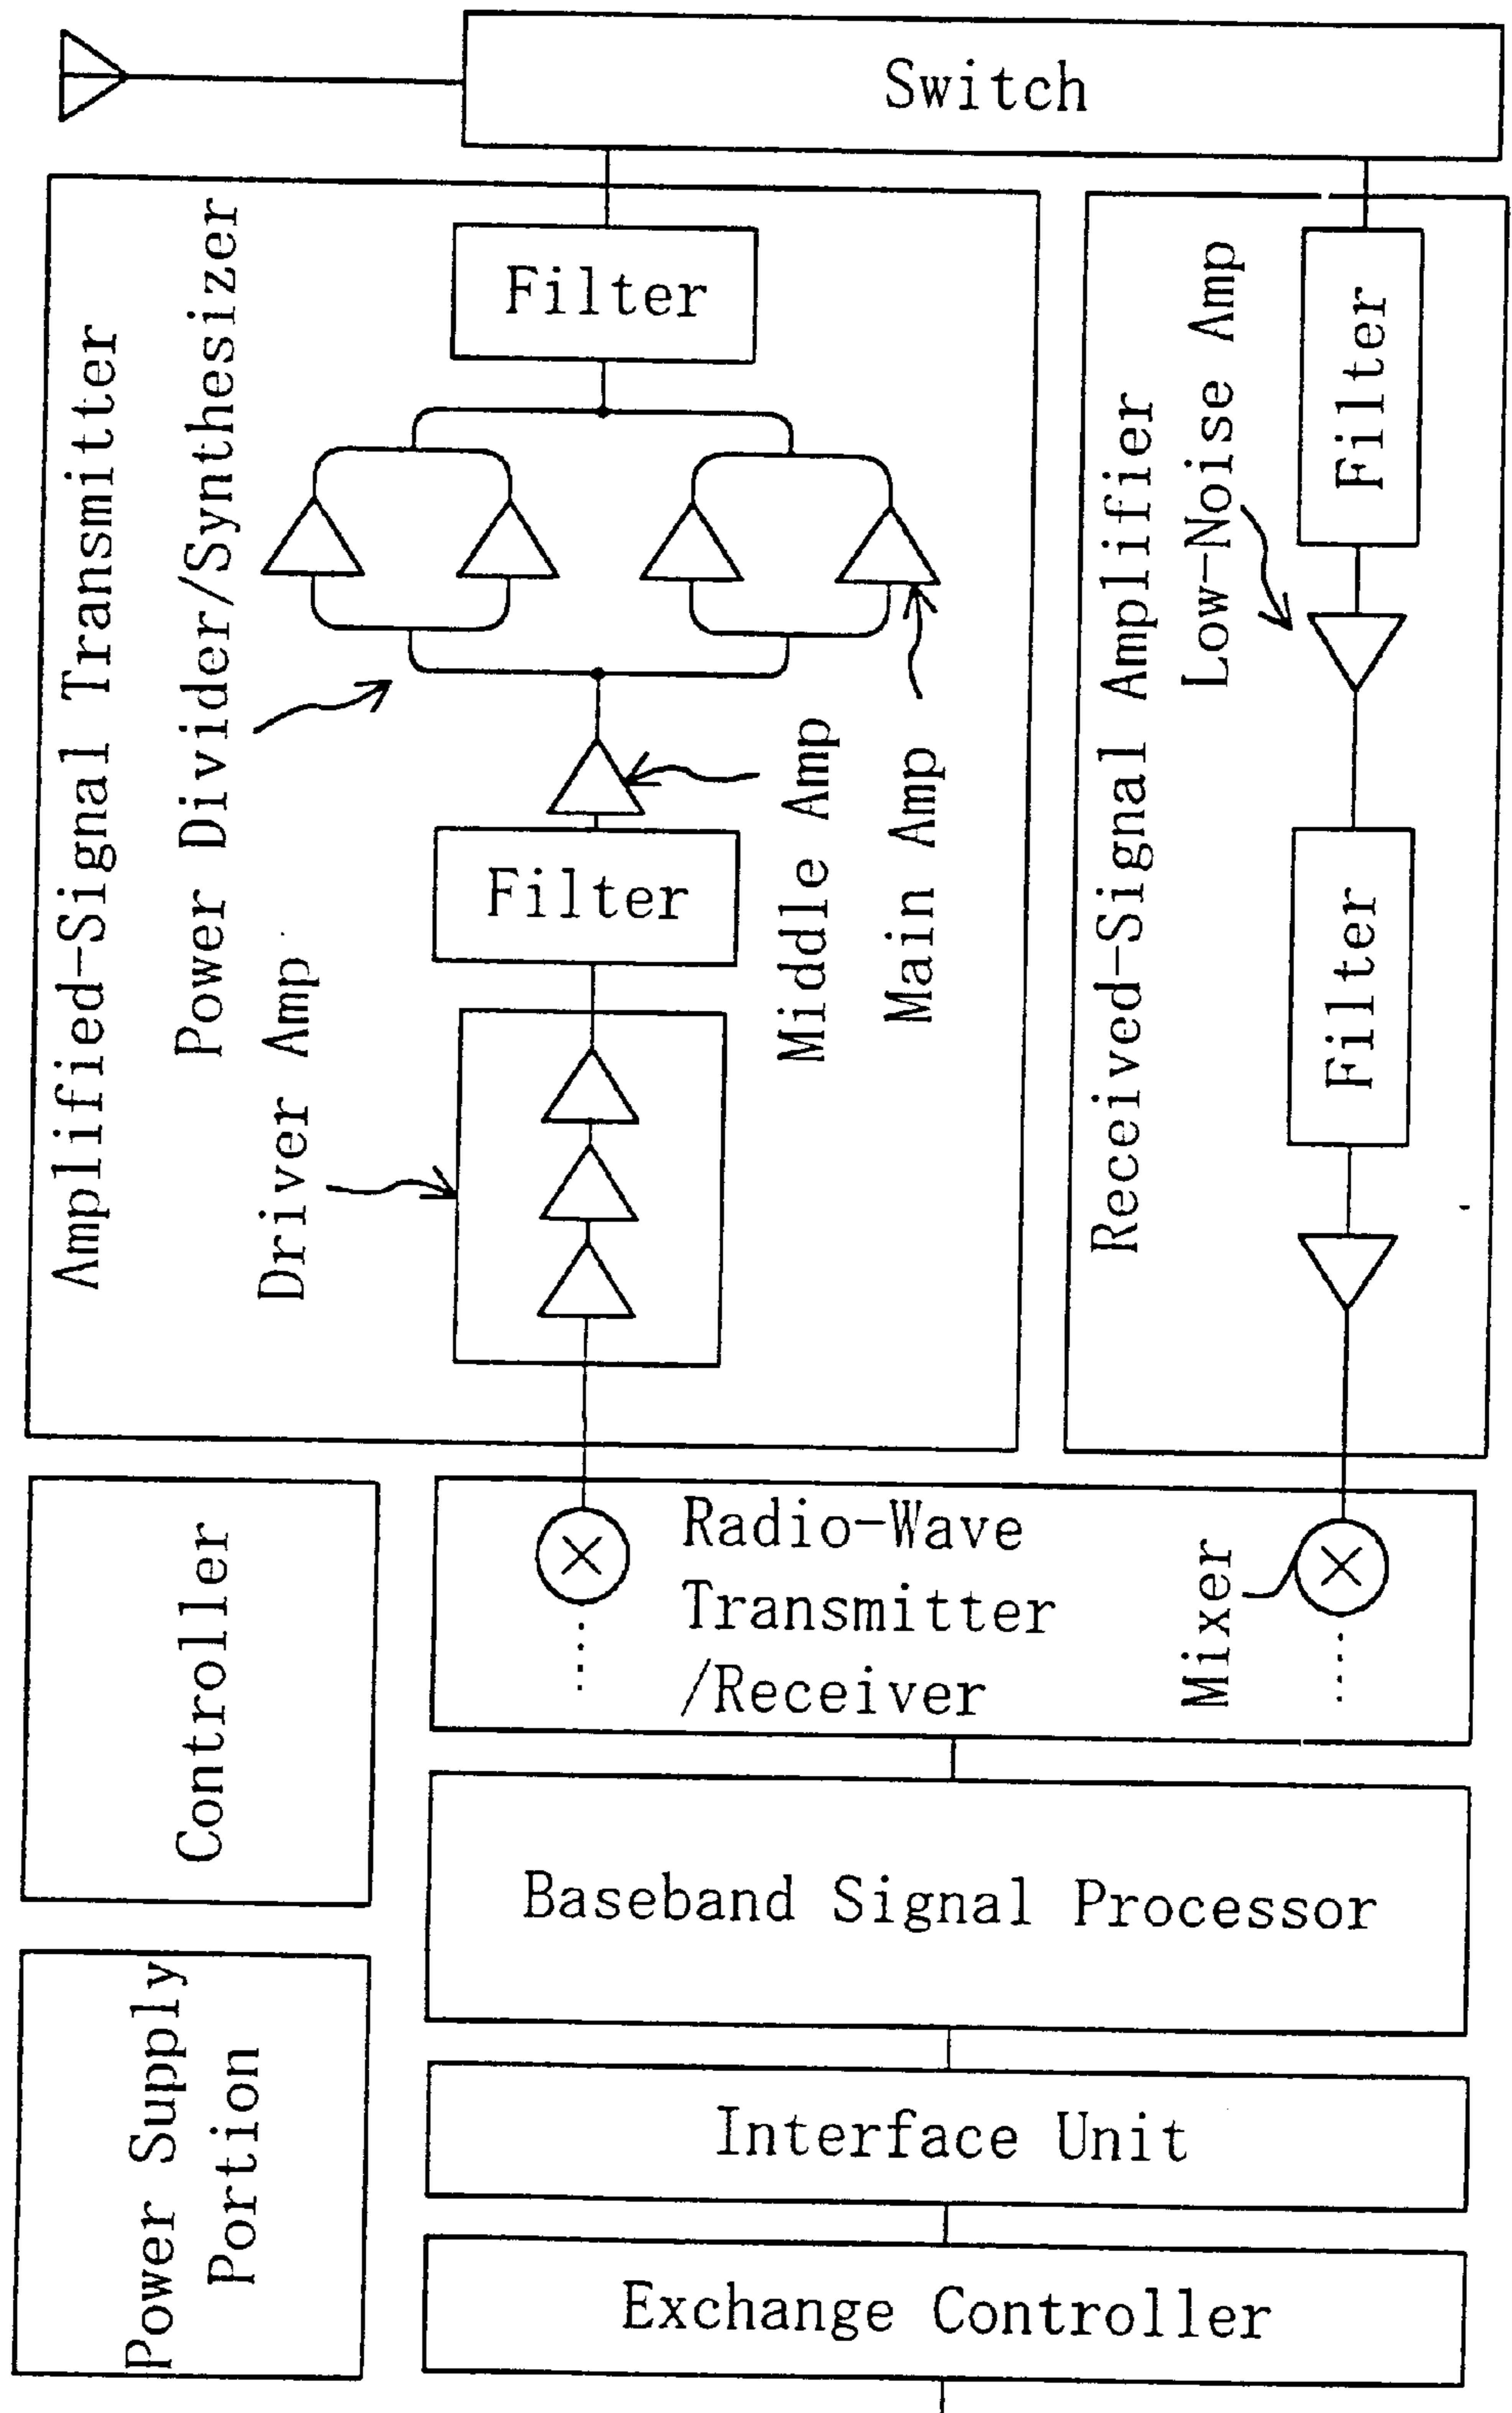 Switch
Amplified-Signal Transmitter
Power Divider/Synthesizer
Filter
Filter
Driver Amp
Middle Amp
Main Amp
Received-Signal Amplifier
Low-Noise Amp
Filter
Filter
Controller
Radio-Wave
Transmitter
/Receiver
Mixer
Baseband Signal Processor
Power Supply
Portion
Interface Unit
Exchange Controller